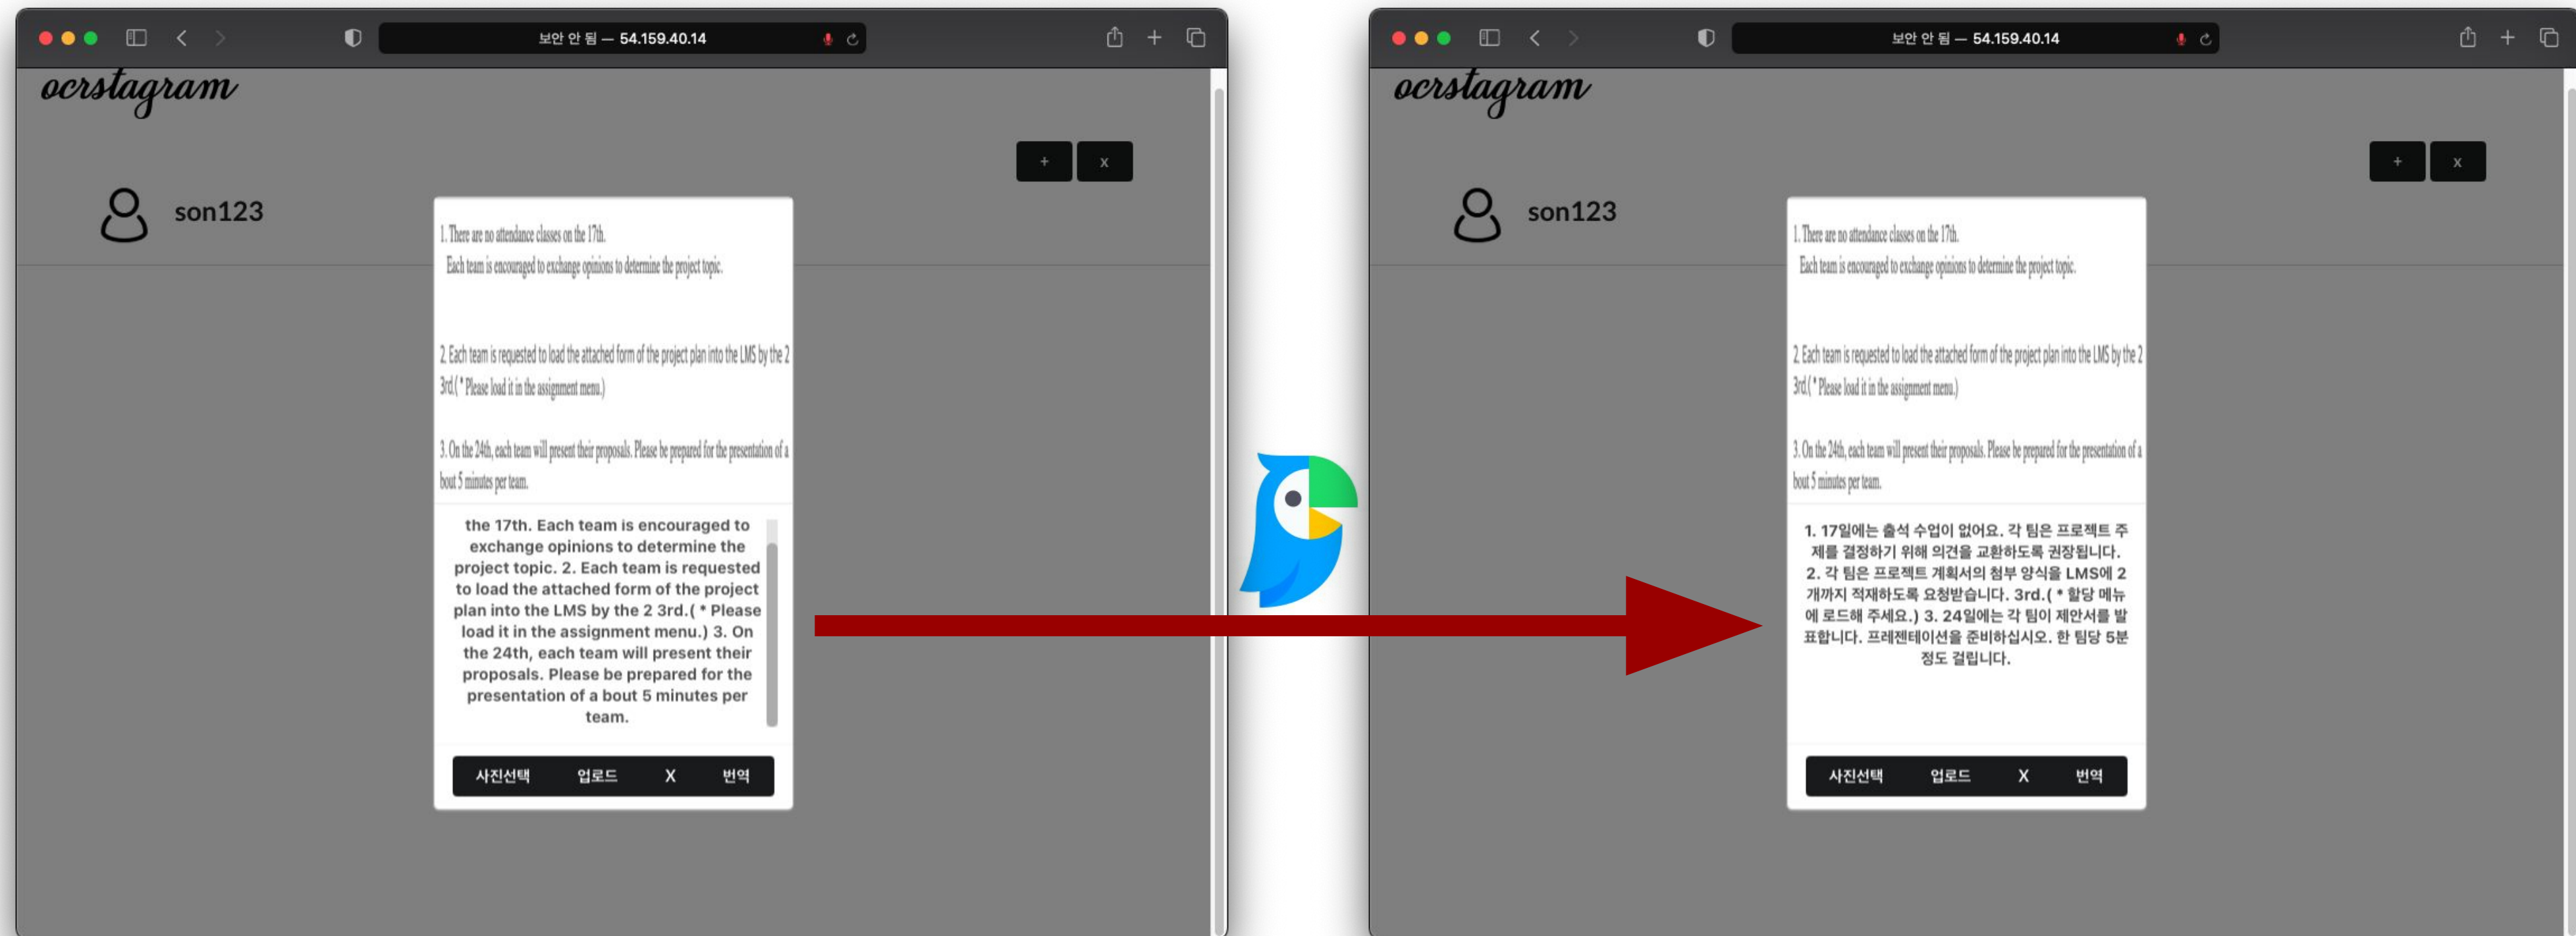 보안 안 됨 — 54.159.40.14
ocrstagram
+ x
son123
1. There are no attendance classes on the 17th.
Each team is encouraged to exchange opinions to determine the project topic.
2. Each team is requested to load the attached form of the project plan into the LMS by the 2
3rd.( * Please load it in the assignment menu.)
3. On the 24th, each team will present their proposals. Please be prepared for the presentation of a
bout 5 minutes per team.
the 17th. Each team is encouraged to
exchange opinions to determine the
project topic. 2. Each team is requested
to load the attached form of the project
plan into the LMS by the 2 3rd.( * Please
load it in the assignment menu.) 3. On
the 24th, each team will present their
proposals. Please be prepared for the
presentation of a bout 5 minutes per
team.
사진선택 업로드 X 번역
보안 안 됨 — 54.159.40.14
ocrstagram
+ x
son123
1. There are no attendance classes on the 17th.
Each team is encouraged to exchange opinions to determine the project topic.
2. Each team is requested to load the attached form of the project plan into the LMS by the 2
3rd.( * Please load it in the assignment menu.)
3. On the 24th, each team will present their proposals. Please be prepared for the presentation of a
bout 5 minutes per team.
1. 17일에는 출석 수업이 없어요. 각 팀은 프로젝트 주
제를 결정하기 위해 의견을 교환하도록 권장됩니다.
2. 각 팀은 프로젝트 계획서의 첨부 양식을 LMS에 2
개까지 적재하도록 요청받습니다. 3rd.( * 할당 메뉴
에 로드해 주세요.) 3. 24일에는 각 팀이 제안서를 발
표합니다. 프레젠테이션을 준비하십시오. 한 팀당 5분
정도 걸립니다.
사진선택 업로드 X 번역